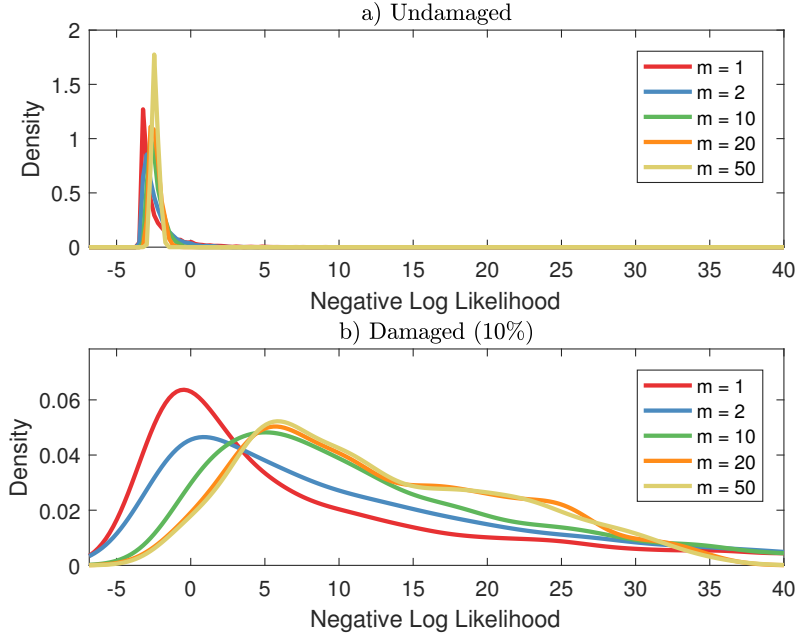 a) Undamaged
2
1.5
1
0.5
0
Density
m = 1
m = 2
m = 10
m = 20
m = 50
-5 0 5 10 15 20 25 30 35 40
Negative Log Likelihood
b) Damaged (10%)
0.06
0.04
0.02
0
Density
m = 1
m = 2
m = 10
m = 20
m = 50
-5 0 5 10 15 20 25 30 35 40
Negative Log Likelihood